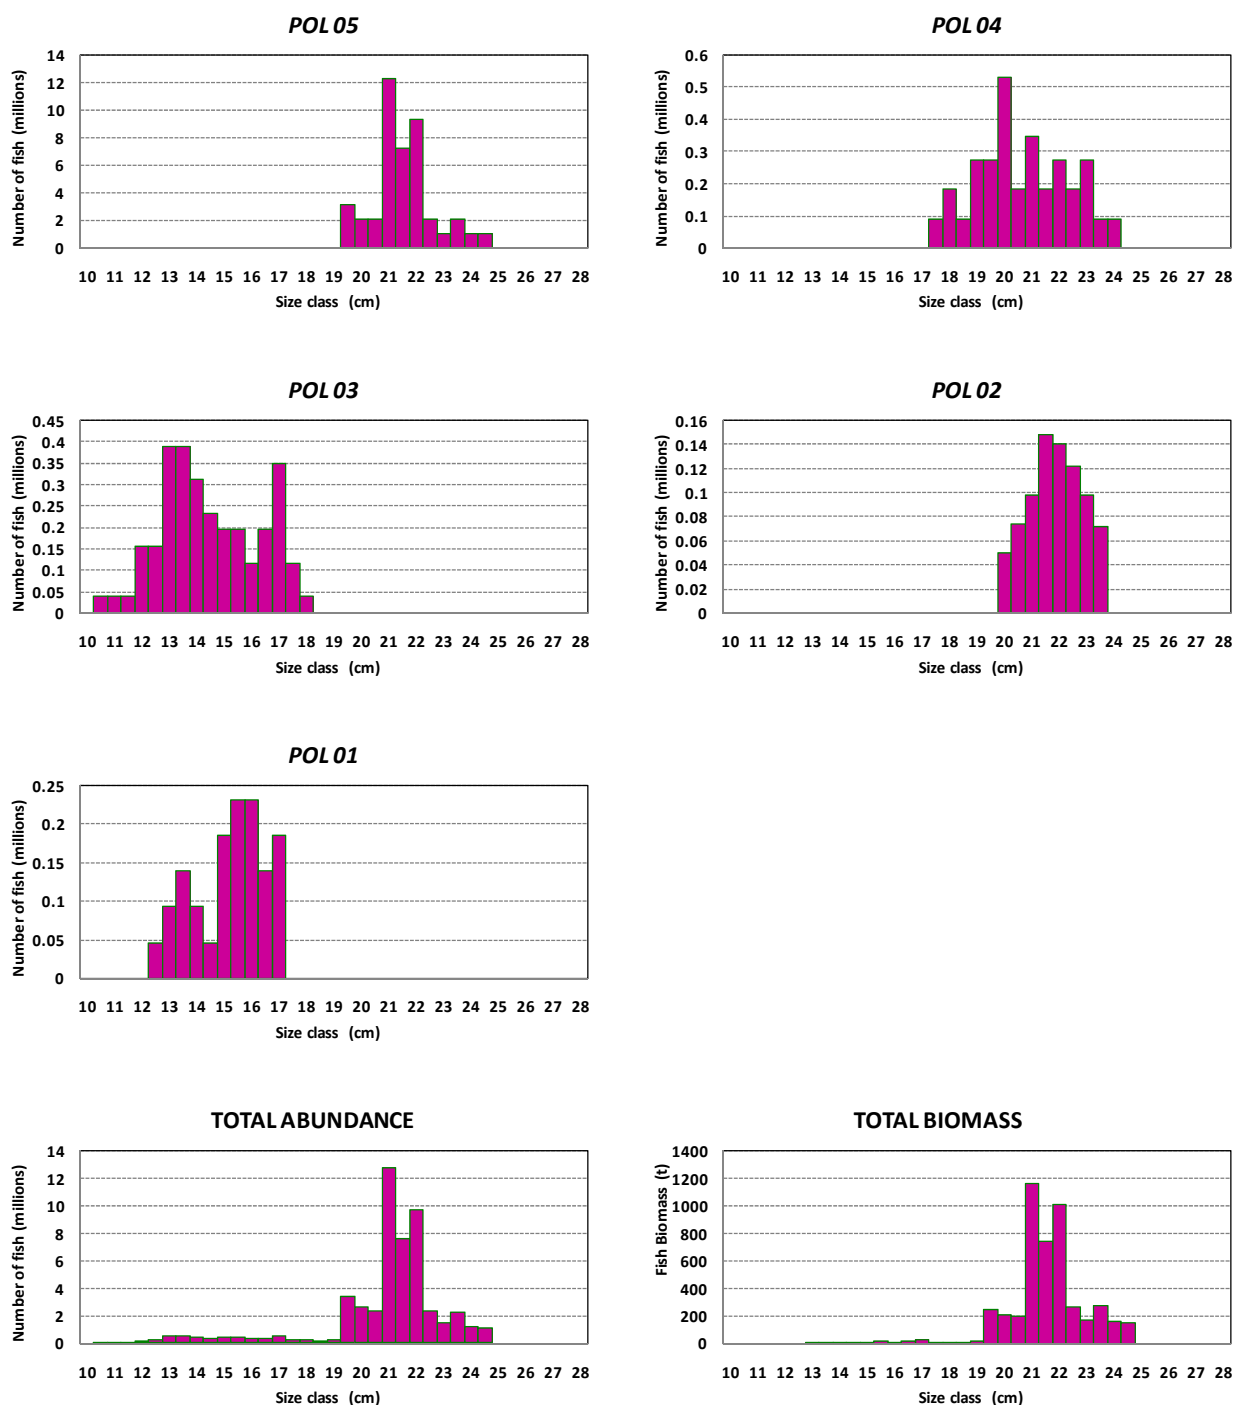 POL 05
Number of fish (millions)
14
12
10
8
6
4
2
0
10 11 12 13 14 15 16 17 18 19 20 21 22 23 24 25 26 27 28
Size class (cm)
POL 04
Number of fish (millions)
0.6
0.5
0.4
0.3
0.2
0.1
0
10 11 12 13 14 15 16 17 18 19 20 21 22 23 24 25 26 27 28
Size class (cm)
POL 03
Number of fish (millions)
0.45
0.4
0.35
0.3
0.25
0.2
0.15
0.1
0.05
0
10 11 12 13 14 15 16 17 18 19 20 21 22 23 24 25 26 27 28
Size class (cm)
POL 02
Number of fish (millions)
0.16
0.14
0.12
0.1
0.08
0.06
0.04
0.02
0
10 11 12 13 14 15 16 17 18 19 20 21 22 23 24 25 26 27 28
Size class (cm)
POL 01
Number of fish (millions)
0.25
0.2
0.15
0.1
0.05
0
10 11 12 13 14 15 16 17 18 19 20 21 22 23 24 25 26 27 28
Size class (cm)
TOTAL ABUNDANCE
Number of fish (millions)
14
12
10
8
6
4
2
0
10 11 12 13 14 15 16 17 18 19 20 21 22 23 24 25 26 27 28
Size class (cm)
TOTAL BIOMASS
Fish Biomass (t)
1400
1200
1000
800
600
400
200
0
10 11 12 13 14 15 16 17 18 19 20 21 22 23 24 25 26 27 28
Size class (cm)